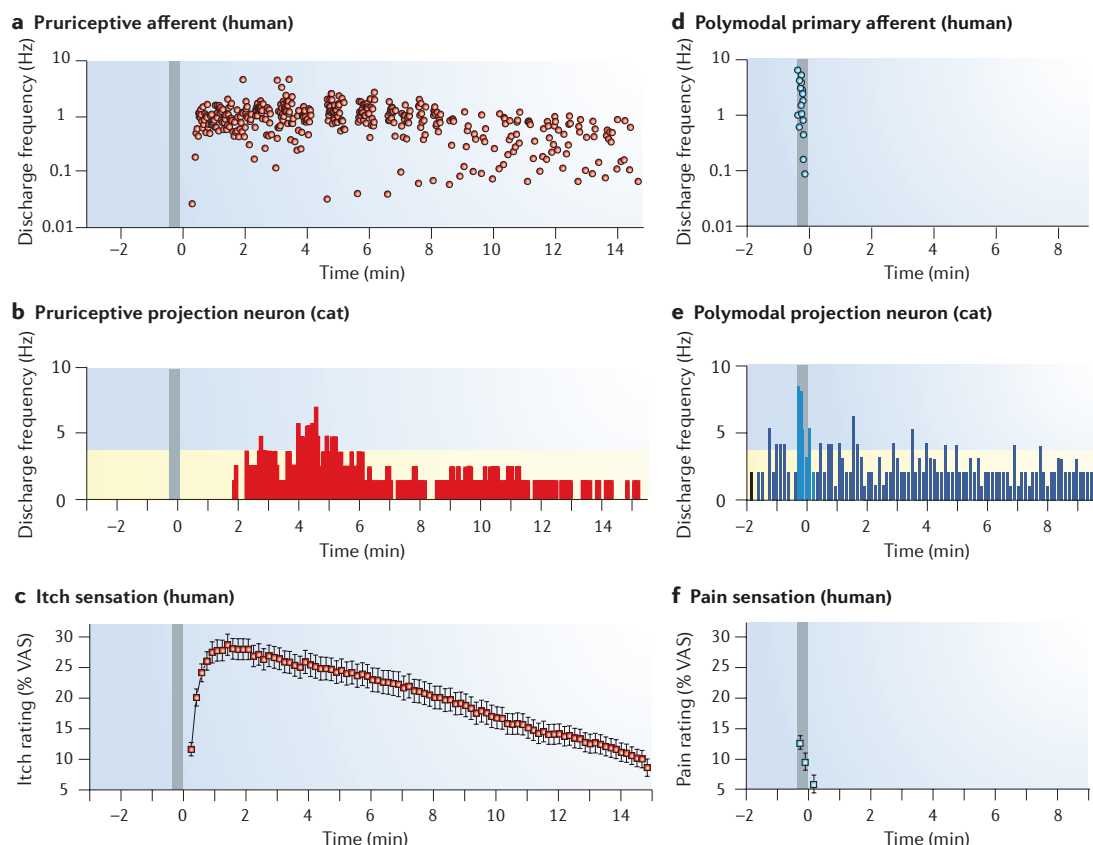 a Pruriceptive afferent (human)
Discharge frequency (Hz)
10
1
0.1
0.01
−2 0 2 4 6 8 10 12 14
Time (min)
d Polymodal primary afferent (human)
Discharge frequency (Hz)
10
1
0.1
0.01
−2 0 2 4 6 8
Time (min)
b Pruriceptive projection neuron (cat)
Discharge frequency (Hz)
10
5
0
−2 0 2 4 6 8 10 12 14
Time (min)
e Polymodal projection neuron (cat)
Discharge frequency (Hz)
10
5
0
−2 0 2 4 6 8
Time (min)
c Itch sensation (human)
Itch rating (% VAS)
30
25
20
15
10
5
−2 0 2 4 6 8 10 12 14
Time (min)
f Pain sensation (human)
Pain rating (% VAS)
30
25
20
15
10
5
−2 0 2 4 6 8
Time (min)